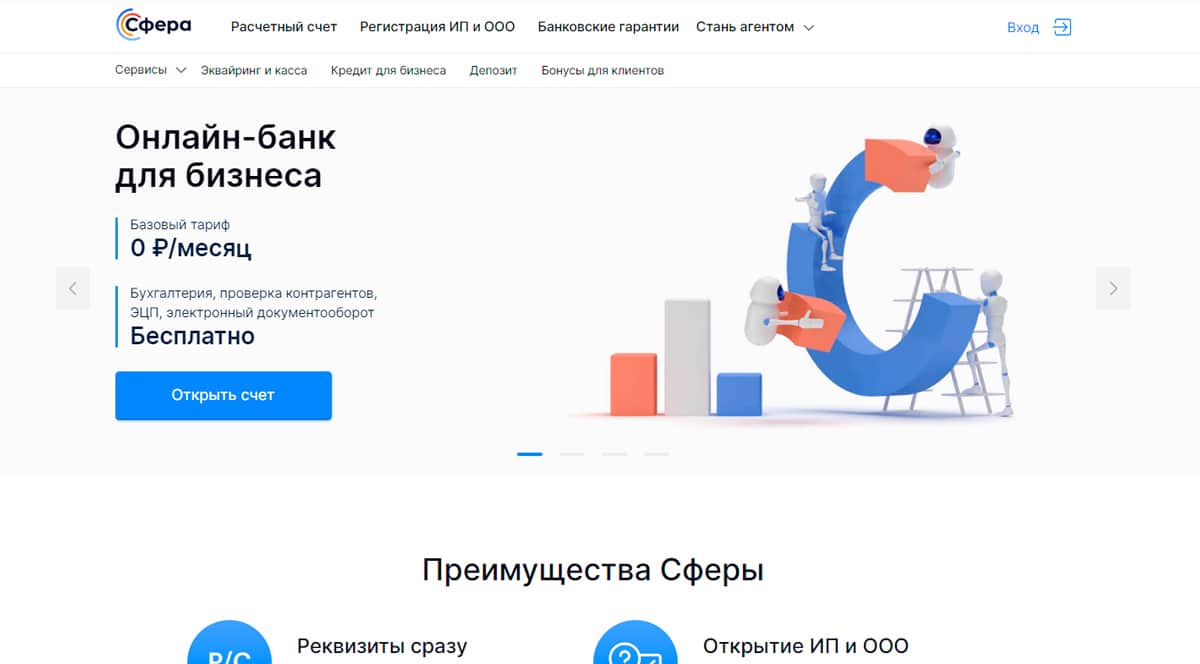 Сфера
Расчетный счет
Регистрация ИП и ООО
Банковские гарантии
Стань агентом
Вход
Сервисы
Эквайринг и касса
Кредит для бизнеса
Депозит
Бонусы для клиентов
Онлайн-банк
для бизнеса
Базовый тариф
0 ₽/месяц
Бухгалтерия, проверка контрагентов,
ЭЦП, электронный документооборот
Бесплатно
Открыть счет
Преимущества Сферы
Р/С
Реквизиты сразу
Открытие ИП и ООО